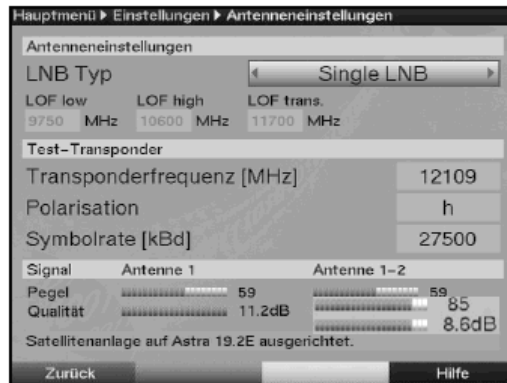 Hauptmenü ▶ Einstellungen ▶ Antenneneinstellungen
Antenneneinstellungen
LNB Typ Single LNB
LOF low LOF high LOF trans.
9750 MHz 10600 MHz 11700 MHz
Test-Transponder
Transponderfrequenz [MHz] 12109
Polarisation h
Symbolrate [kBd] 27500
Signal Antenne 1 Antenne 1-2
Pegel 59 59
85
Qualität 11.2dB 8.6dB
Satellitenanlage auf Astra 19.2E ausgerichtet.
Zurück Hilfe